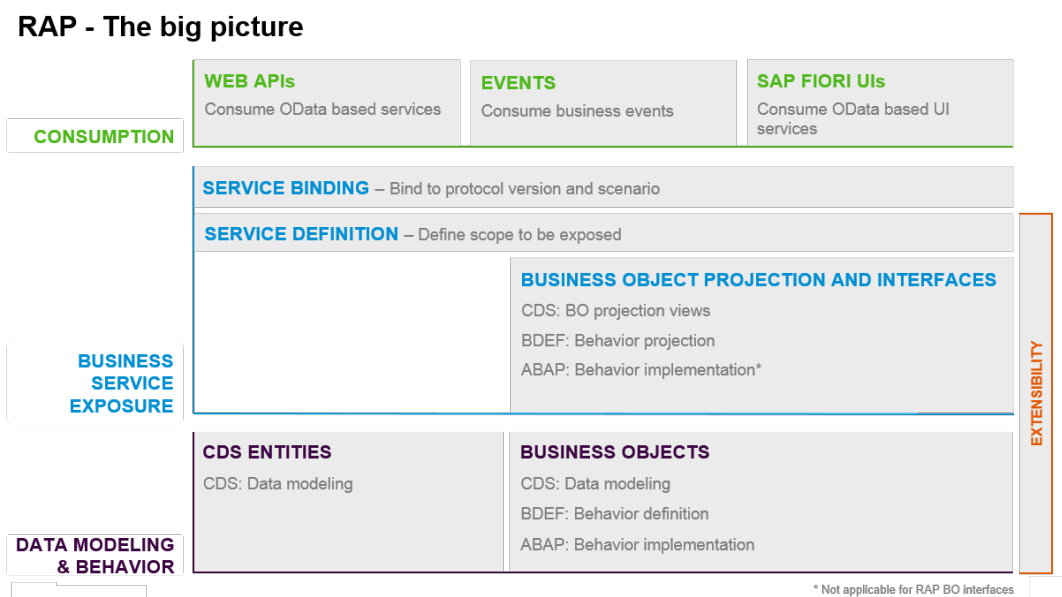 RAP - The big picture
WEB APIs
Consume OData based services
EVENTS
Consume business events
SAP FIORI UIs
Consume OData based UI
services
CONSUMPTION
SERVICE BINDING – Bind to protocol version and scenario
SERVICE DEFINITION – Define scope to be exposed
BUSINESS OBJECT PROJECTION AND INTERFACES
CDS: BO projection views
BDEF: Behavior projection
ABAP: Behavior implementation*
BUSINESS
SERVICE
EXPOSURE
EXTENSIBILITY
CDS ENTITIES
CDS: Data modeling
BUSINESS OBJECTS
CDS: Data modeling
BDEF: Behavior definition
ABAP: Behavior implementation
DATA MODELING
& BEHAVIOR
* Not applicable for RAP BO interfaces